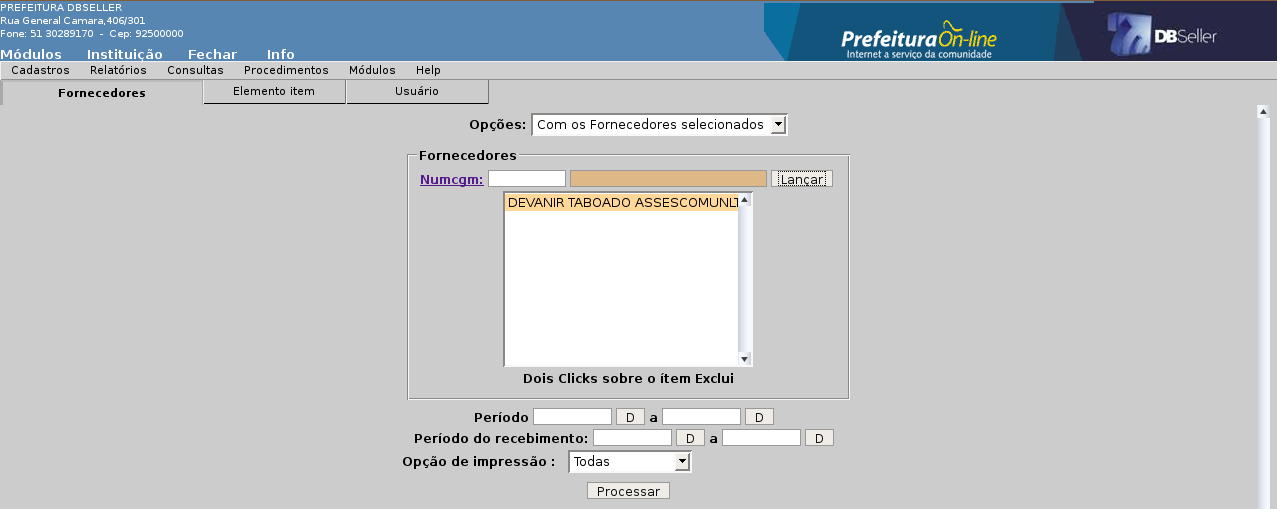 PREFEITURA DBSELLER
Rua General Camara,406/301
Fone: 51 30289170 - Cep: 92500000
Prefeitura On-line
Internet a serviço da comunidade
DBSeller
Módulos Instituição Fechar Info
Cadastros Relatórios Consultas Procedimentos Módulos Help
Fornecedores Elemento item Usuário
Opções: Com os Fornecedores selecionados
Fornecedores
Numcgm: Lançar
DEVANIR TABOADO ASSESCOMUNLT
Dois Clicks sobre o ítem Exclui
Período D a D
Período do recebimento: D a D
Opção de impressão : Todas
Processar